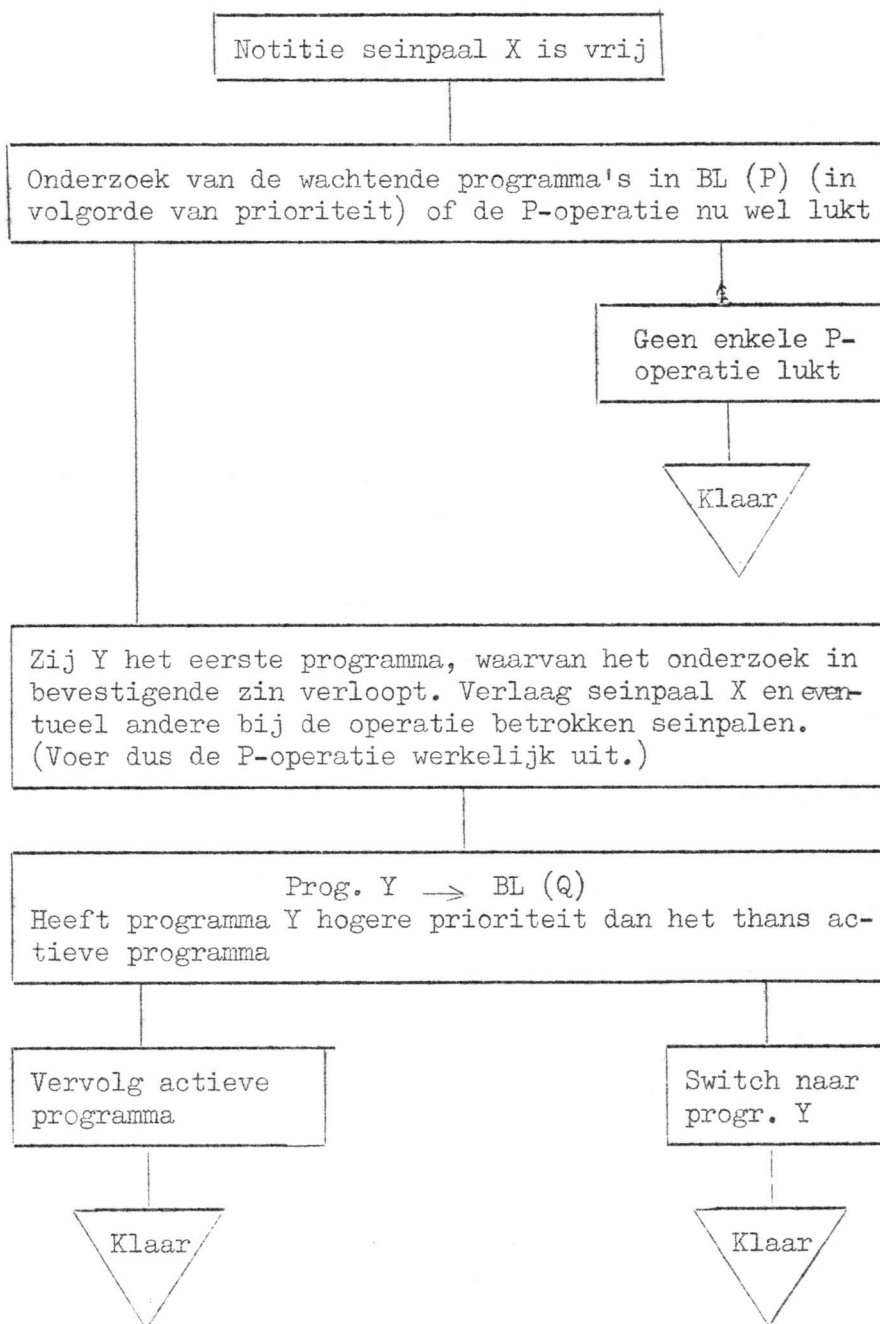 Notitie seinpaal X is vrij
Onderzoek van de wachtende programma's in BL (P) (in
volgorde van prioriteit) of de P-operatie nu wel lukt
Geen enkele P-
operatie lukt
Klaar
Zij Y het eerste programma, waarvan het onderzoek in
bevestigende zin verloopt. Verlaag seinpaal X en even-
tueel andere bij de operatie betrokken seinpalen.
(Voer dus de P-operatie werkelijk uit.)
Prog. Y → BL (Q)
Heeft programma Y hogere prioriteit dan het thans ac-
tieve programma
Vervolg actieve
programma
Switch naar
progr. Y
Klaar
Klaar